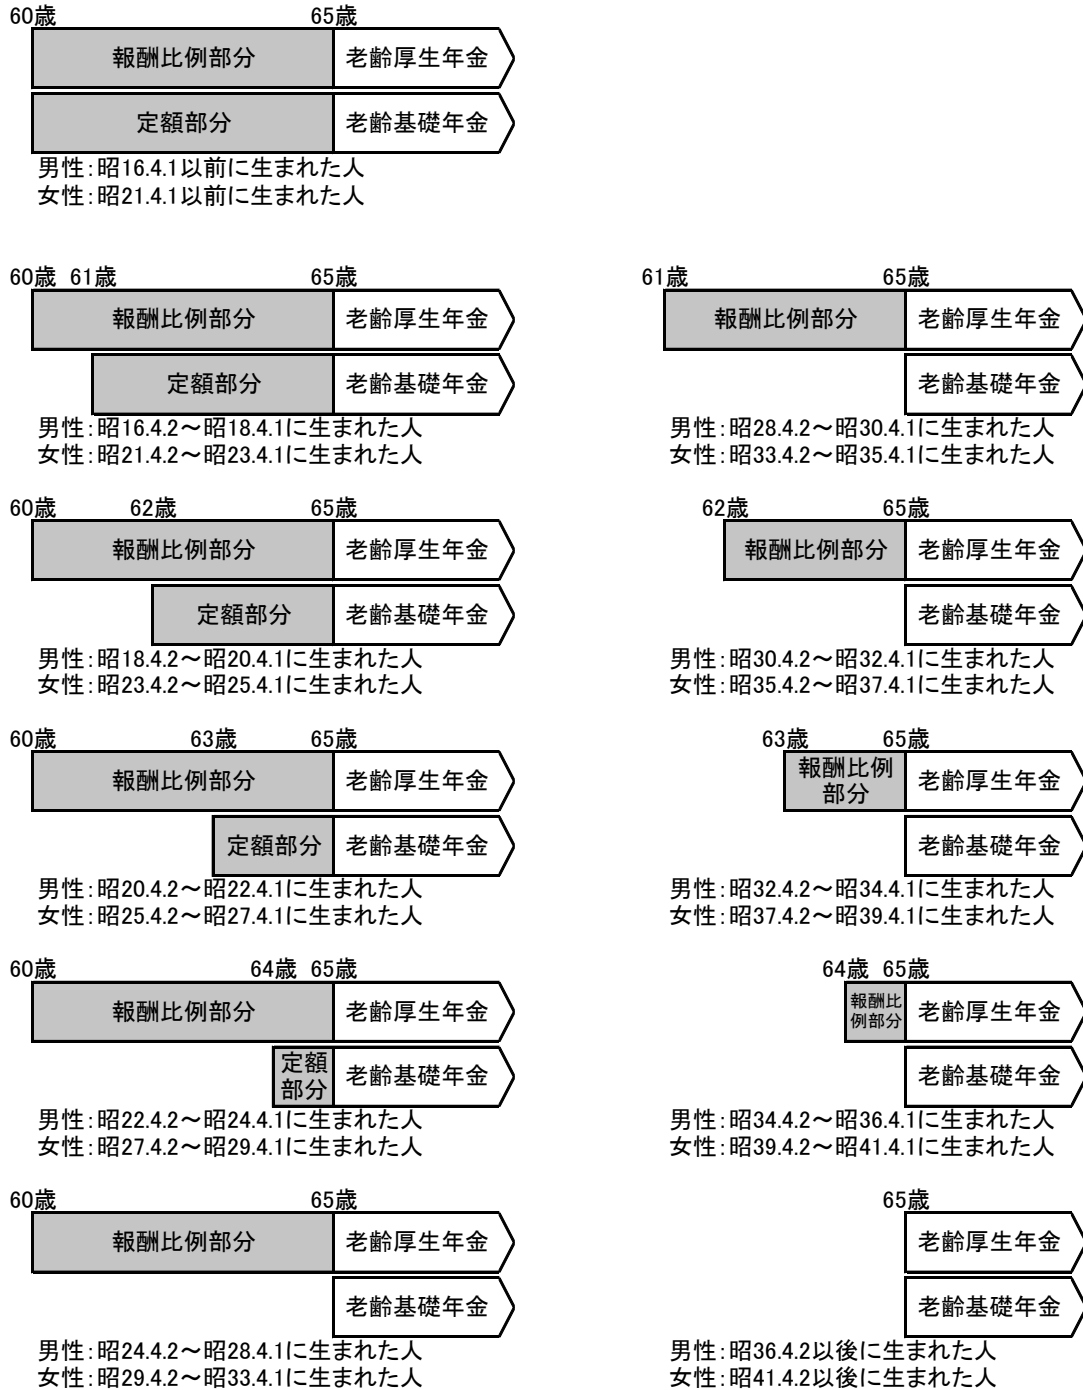 60歳 65歳
報酬比例部分 老齢厚生年金
定額部分 老齢基礎年金
男性:昭16.4.1以前に生まれた人
女性:昭21.4.1以前に生まれた人
60歳 61歳 65歳
報酬比例部分 老齢厚生年金
定額部分 老齢基礎年金
男性:昭16.4.2～昭18.4.1に生まれた人
女性:昭21.4.2～昭23.4.1に生まれた人
60歳 62歳 65歳
報酬比例部分 老齢厚生年金
定額部分 老齢基礎年金
男性:昭18.4.2～昭20.4.1に生まれた人
女性:昭23.4.2～昭25.4.1に生まれた人
60歳 63歳 65歳
報酬比例部分 老齢厚生年金
定額部分 老齢基礎年金
男性:昭20.4.2～昭22.4.1に生まれた人
女性:昭25.4.2～昭27.4.1に生まれた人
60歳 64歳 65歳
報酬比例部分 老齢厚生年金
定額
部分 老齢基礎年金
男性:昭22.4.2～昭24.4.1に生まれた人
女性:昭27.4.2～昭29.4.1に生まれた人
60歳 65歳
報酬比例部分 老齢厚生年金
老齢基礎年金
男性:昭24.4.2～昭28.4.1に生まれた人
女性:昭29.4.2～昭33.4.1に生まれた人
61歳 65歳
報酬比例部分 老齢厚生年金
老齢基礎年金
男性:昭28.4.2～昭30.4.1に生まれた人
女性:昭33.4.2～昭35.4.1に生まれた人
62歳 65歳
報酬比例部分 老齢厚生年金
老齢基礎年金
男性:昭30.4.2～昭32.4.1に生まれた人
女性:昭35.4.2～昭37.4.1に生まれた人
63歳 65歳
報酬比例
部分 老齢厚生年金
老齢基礎年金
男性:昭32.4.2～昭34.4.1に生まれた人
女性:昭37.4.2～昭39.4.1に生まれた人
64歳 65歳
報酬比
例部分 老齢厚生年金
老齢基礎年金
男性:昭34.4.2～昭36.4.1に生まれた人
女性:昭39.4.2～昭41.4.1に生まれた人
65歳
老齢厚生年金
老齢基礎年金
男性:昭36.4.2以後に生まれた人
女性:昭41.4.2以後に生まれた人